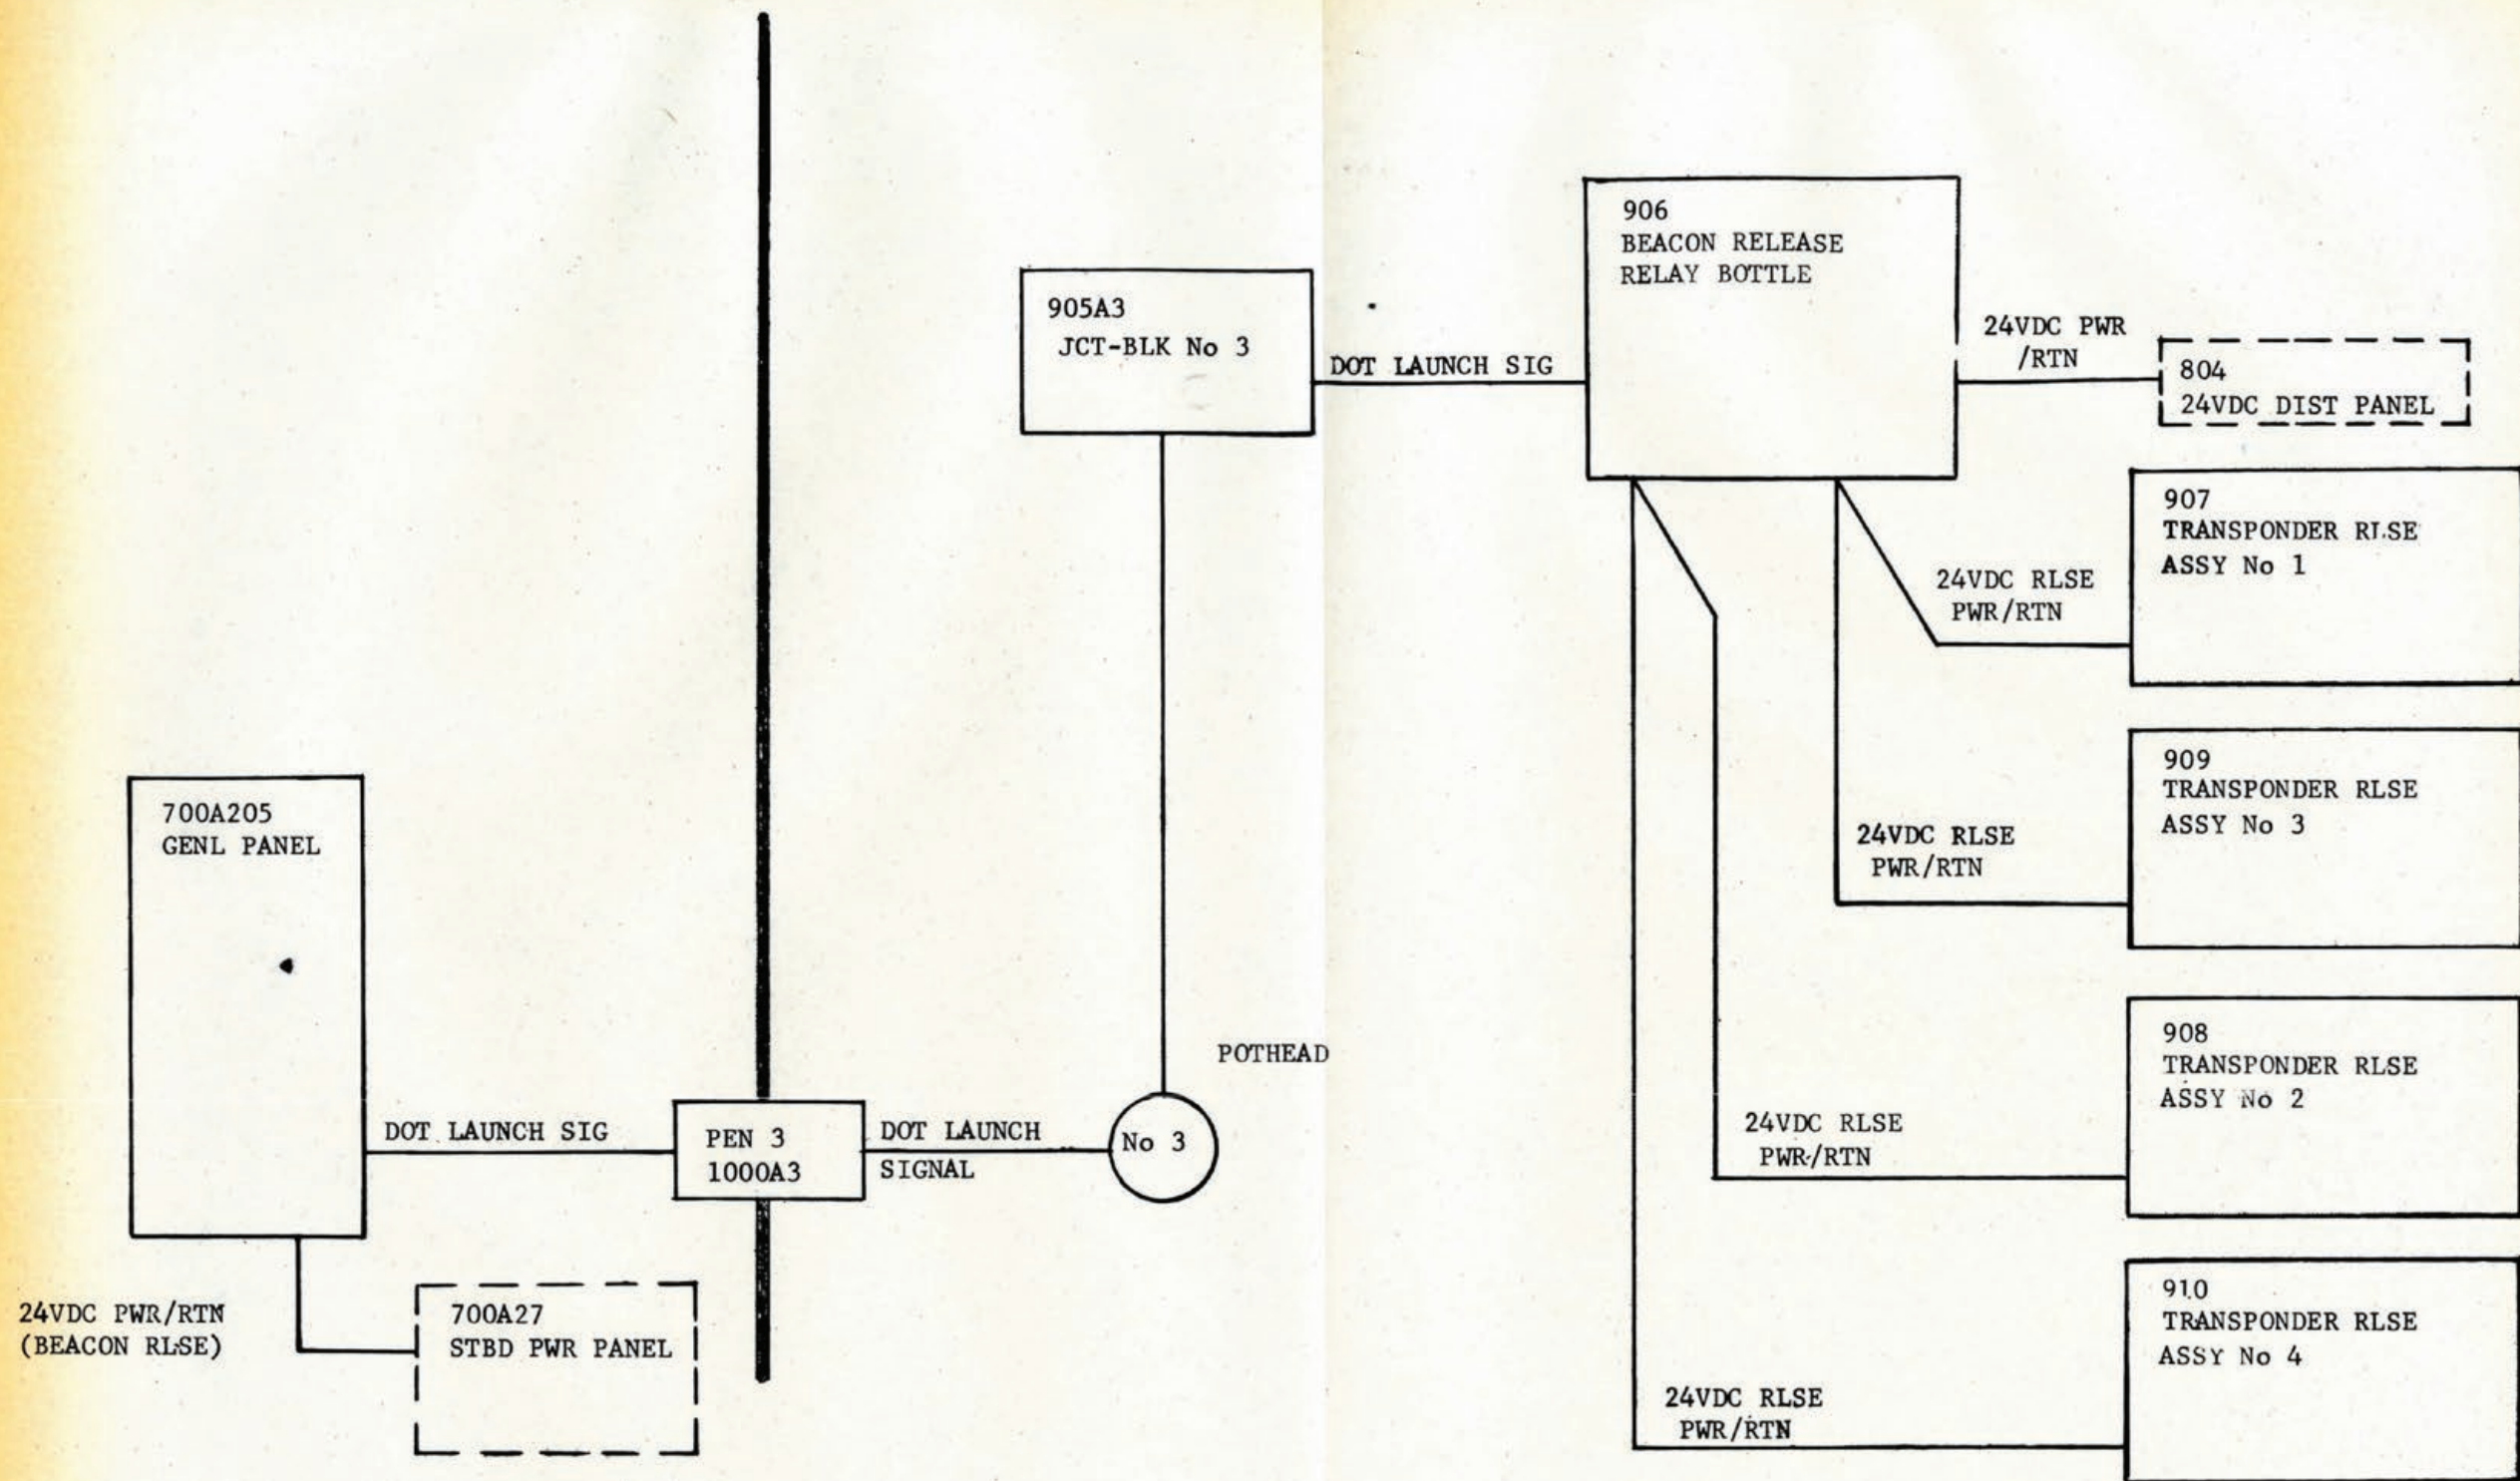 906
BEACON RELEASE
RELAY BOTTLE
905A3
JCT-BLK No 3
DOT LAUNCH SIG
24VDC PWR
/RTN
804
24VDC DIST PANEL
907
TRANSPONDER RLSE
ASSY No 1
24VDC RLSE
PWR/RTN
909
TRANSPONDER RLSE
ASSY No 3
24VDC RLSE
PWR/RTN
700A205
GENL PANEL
POTHEAD
908
TRANSPONDER RLSE
ASSY No 2
24VDC RLSE
PWR/RTN
DOT LAUNCH SIG
PEN 3
1000A3
DOT LAUNCH
SIGNAL
No 3
24VDC PWR/RTN
(BEACON RLSE)
700A27
STBD PWR PANEL
910
TRANSPONDER RLSE
ASSY No 4
24VDC RLSE
PWR/RTN